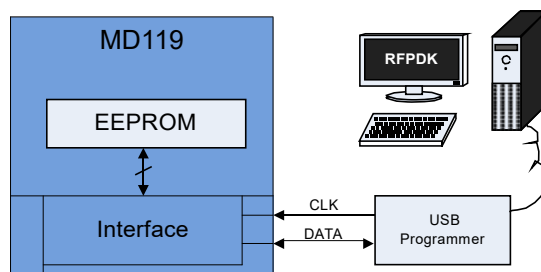 MD119
RFPDK
EEPROM
CLK
Interface
DATA
USB
Programmer